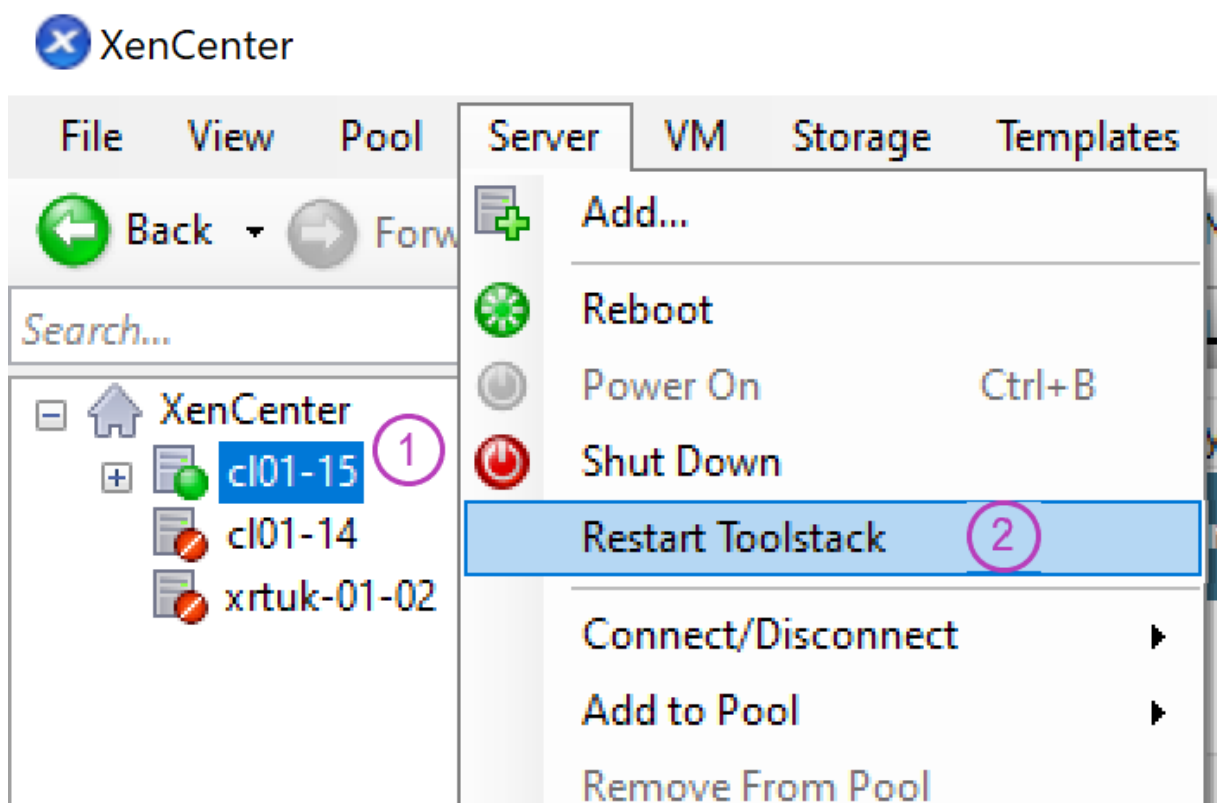 XenCenter
File View Pool Server VM Storage Templates
Back Forw
Search...
XenCenter
cl01-15 1
cl01-14
xrtuk-01-02
Add...
Reboot
Power On Ctrl+B
Shut Down
Restart Toolstack 2
Connect/Disconnect
Add to Pool
Remove From Pool